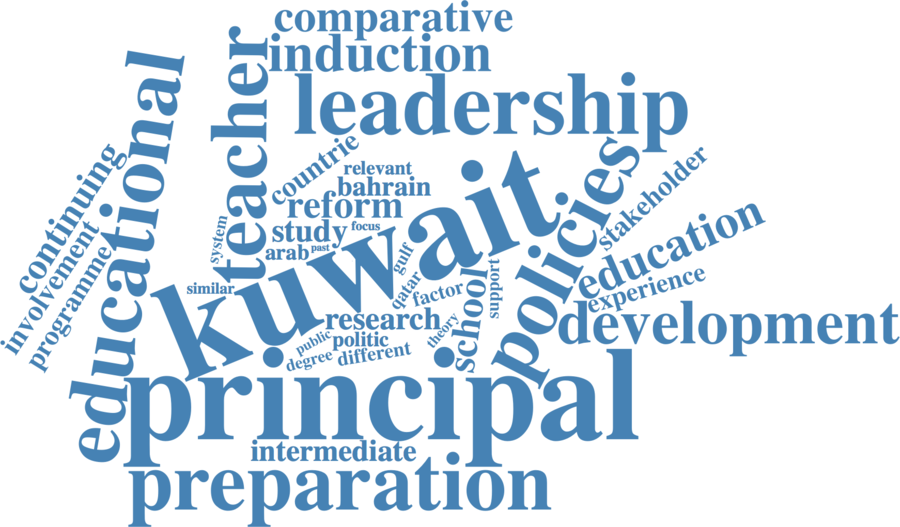 comparative
induction
leadership
teacher
educational
continuing
involvement
programme
countrie
relevant
bahrain
reform
study
focus
arab
past
system
similar
kuwait
gulf
qatar
factor
research
public
politic
degree
different
theory
school
support
policies
stakeholder
education
experience
development
principal
intermediate
preparation